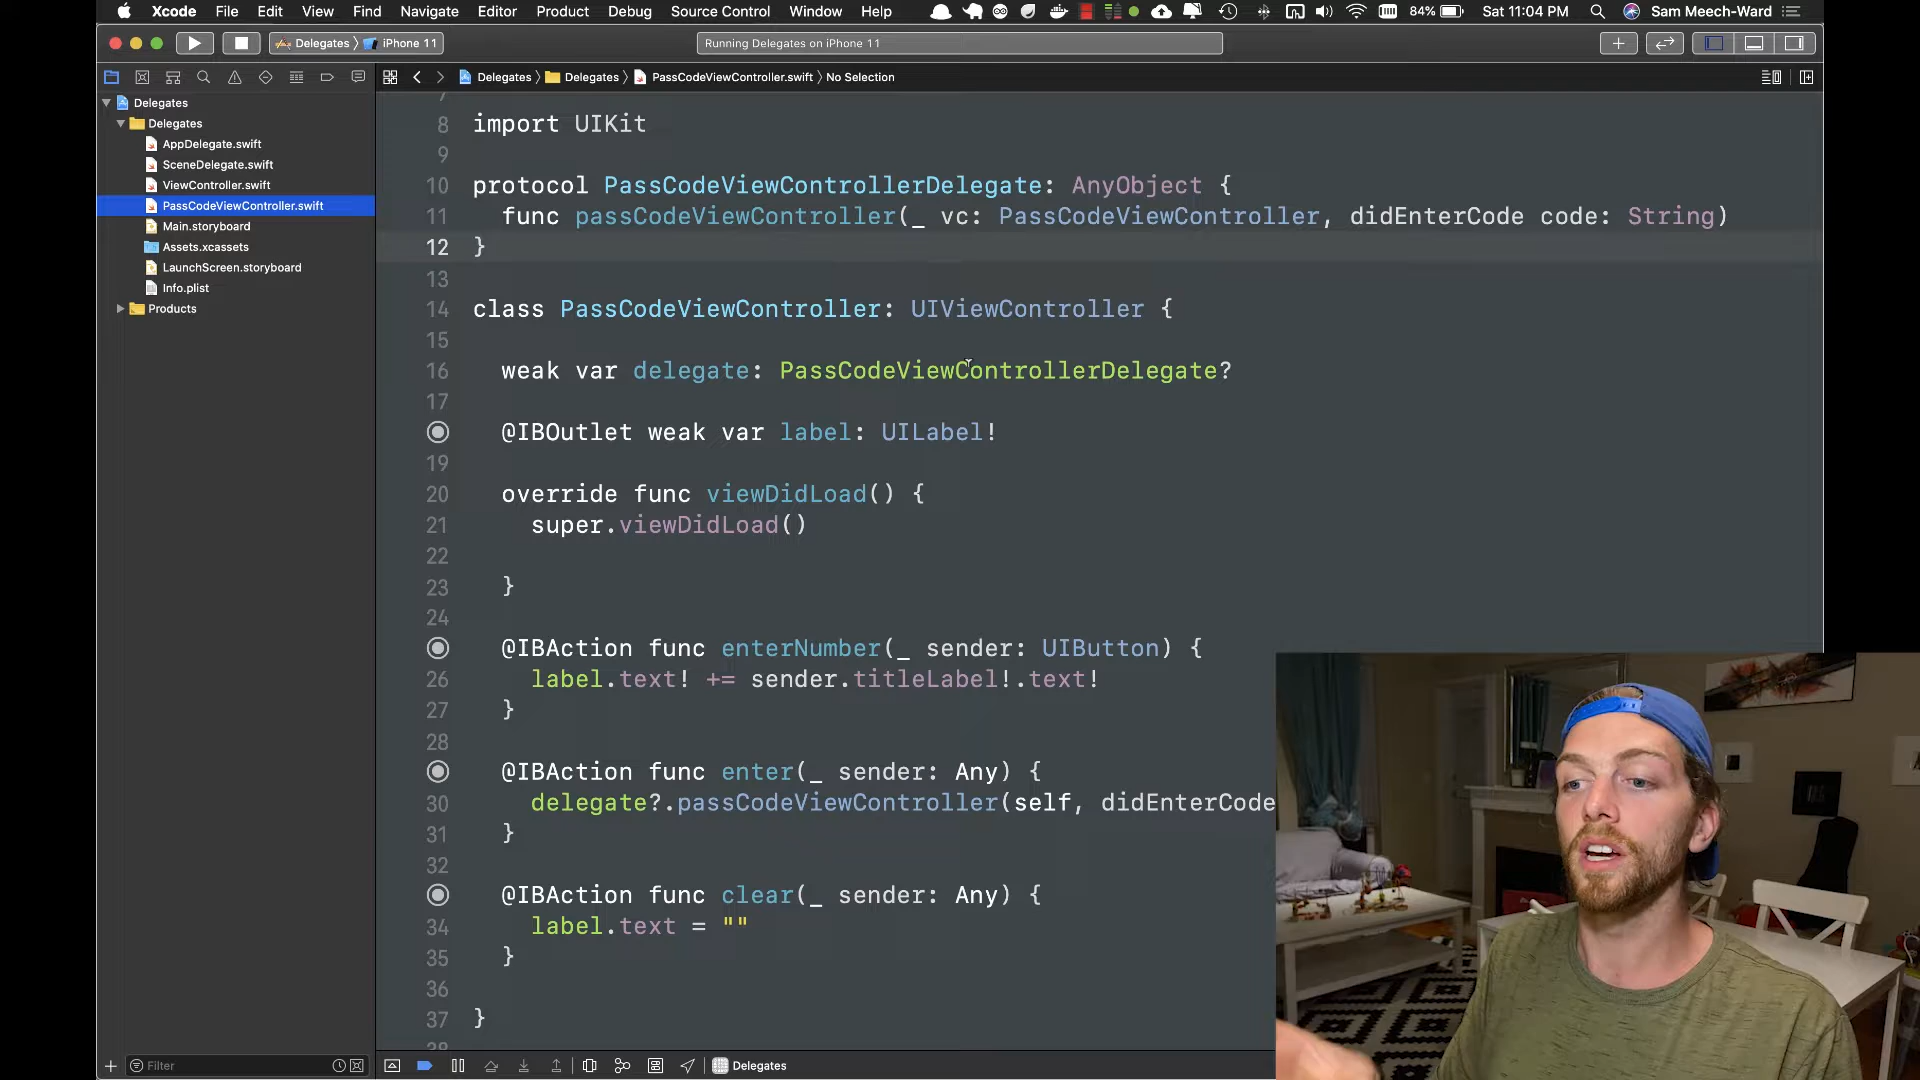 Xcode File Edit View Find Navigate Editor Product Debug Source Control Window Help 84% Sat 11:04 PM Sam Meech-Ward
Delegates iPhone 11 Running Delegates on iPhone 11
Delegates Delegates PassCodeViewController.swift No Selection
Delegates
Delegates
AppDelegate.swift
SceneDelegate.swift
ViewController.swift
PassCodeViewController.swift
Main.storyboard
Assets.xcassets
LaunchScreen.storyboard
Info.plist
Products
Filter
7
8 import UIKit
9
10 protocol PassCodeViewControllerDelegate: AnyObject {
11 func passCodeViewController(_ vc: PassCodeViewController, didEnterCode code: String)
12 }
13
14 class PassCodeViewController: UIViewController {
15
16 weak var delegate: PassCodeViewControllerDelegate?
17
@IBOutlet weak var label: UILabel!
19
20 override func viewDidLoad() {
21 super.viewDidLoad()
22
23 }
24
@IBAction func enterNumber(_ sender: UIButton) {
26 label.text! += sender.titleLabel!.text!
27 }
28
@IBAction func enter(_ sender: Any) {
30 delegate?.passCodeViewController(self, didEnterCode
31 }
32
@IBAction func clear(_ sender: Any) {
34 label.text = ""
35 }
36
37 }
Delegates